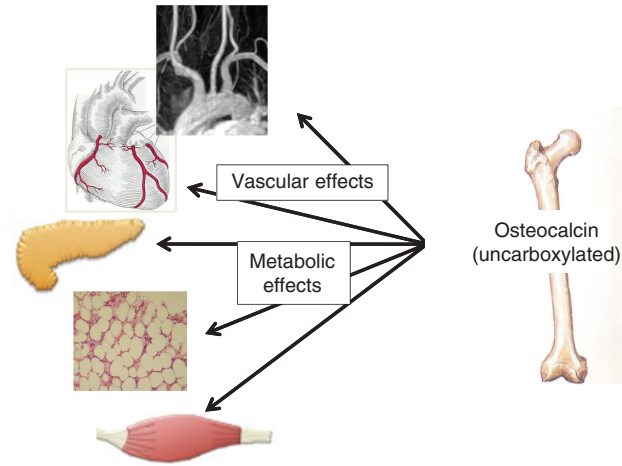 Vascular effects
Osteocalcin
(uncarboxylated)
Metabolic
effects